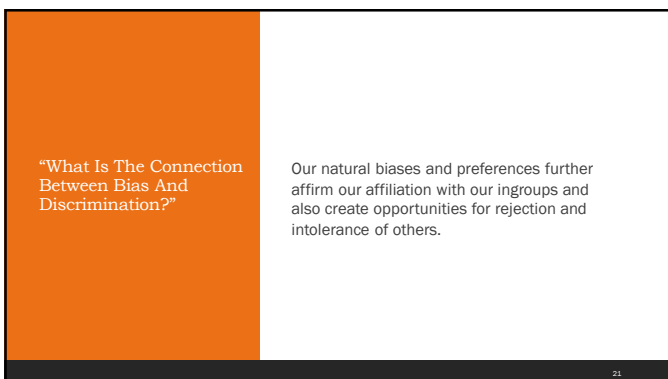 “What Is The Connection
Between Bias And
Discrimination?”
Our natural biases and preferences further
affirm our affiliation with our ingroups and
also create opportunities for rejection and
intolerance of others.
21